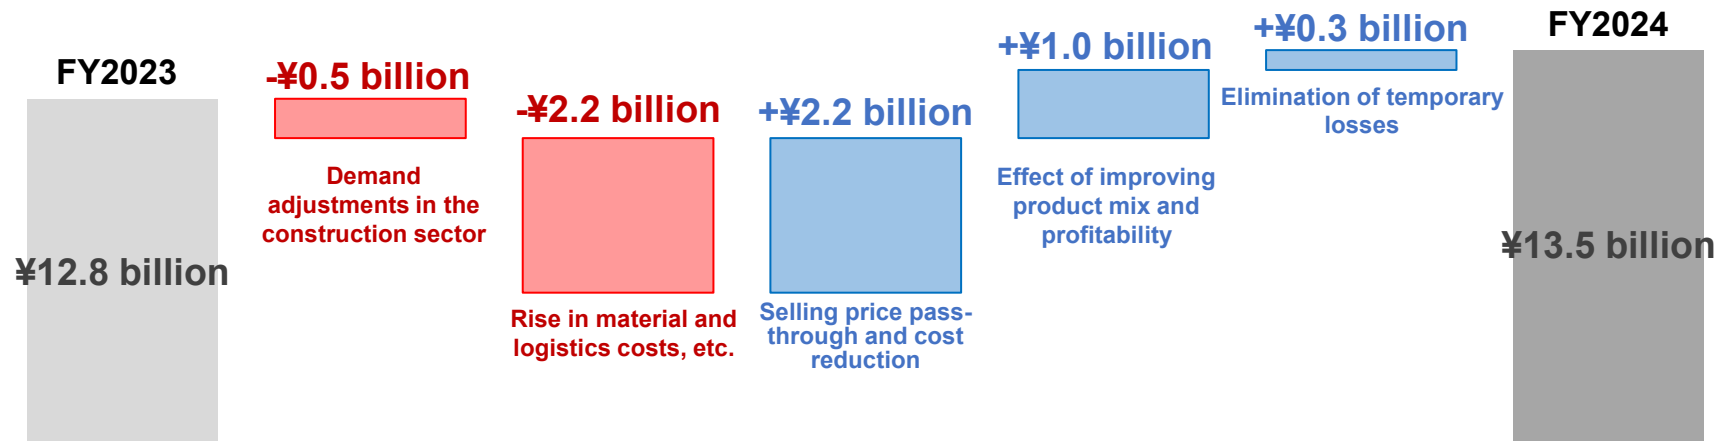 FY2023
¥12.8 billion
-¥0.5 billion
Demand
adjustments in the
construction sector
-¥2.2 billion
Rise in material and
logistics costs, etc.
+¥2.2 billion
Selling price pass-
through and cost
reduction
+¥1.0 billion
Effect of improving
product mix and
profitability
+¥0.3 billion
Elimination of temporary
losses
FY2024
¥13.5 billion